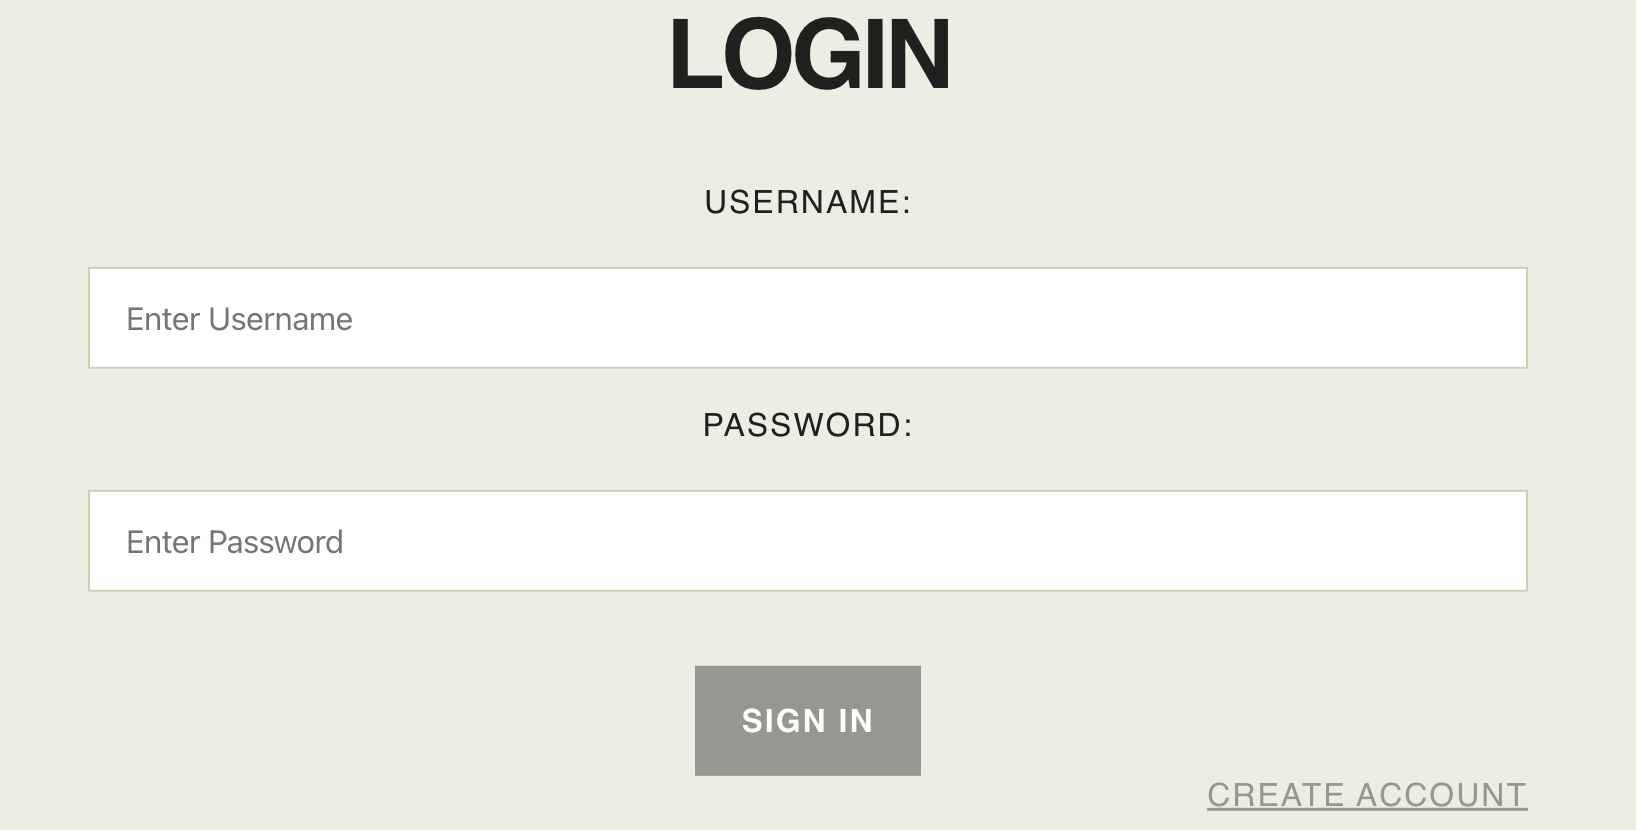 LOGIN
USERNAME:
Enter Username
PASSWORD:
Enter Password
SIGN IN
CREATE ACCOUNT